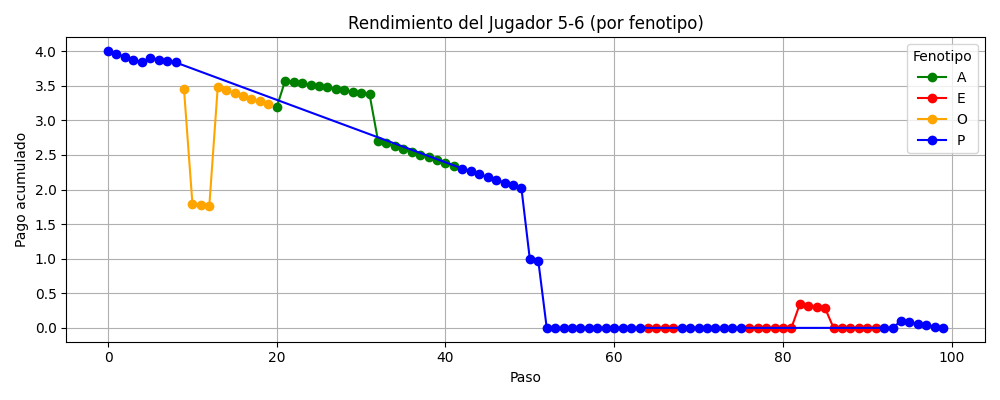 Rendimiento del Jugador 5-6 (por fenotipo)
Pago acumulado
4.0
3.5
3.0
2.5
2.0
1.5
1.0
0.5
0.0
0
20
40
60
80
100
Paso
Fenotipo
A
E
O
P